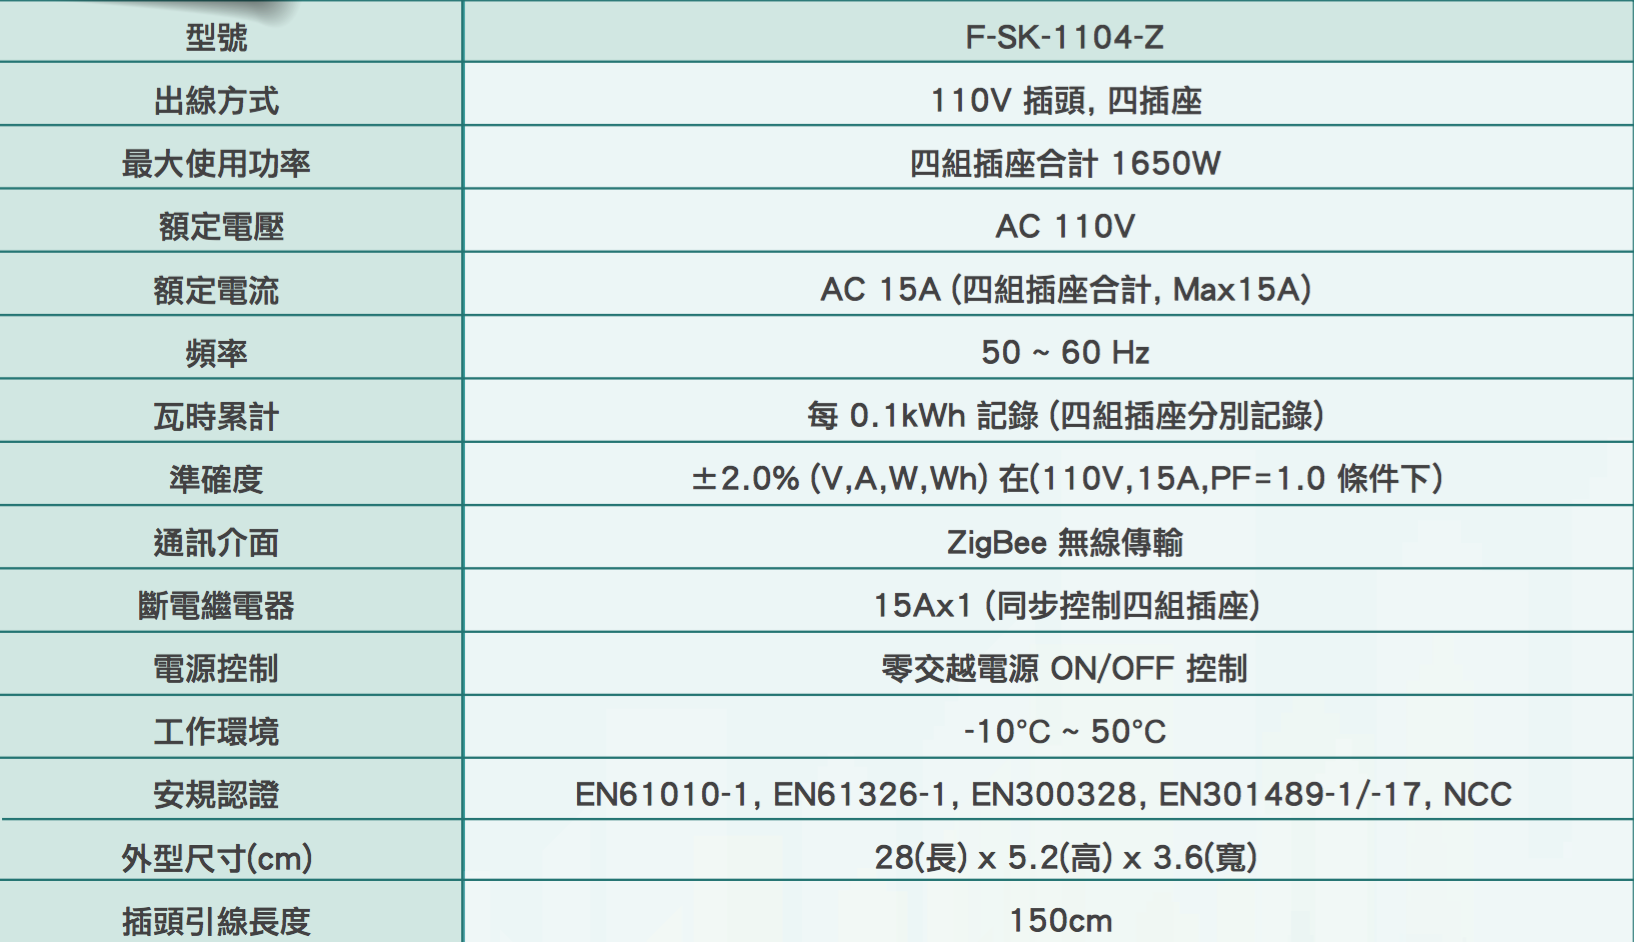 型號 F-SK-1104-Z
出線方式 110V 插頭, 四插座
最大使用功率 四組插座合計 1650W
額定電壓 AC 110V
額定電流 AC 15A (四組插座合計, Max15A)
頻率 50 ~ 60 Hz
瓦時累計 每 0.1kWh 記錄 (四組插座分別記錄)
準確度 ±2.0% (V,A,W,Wh) 在(110V,15A,PF=1.0 條件下)
通訊介面 ZigBee 無線傳輸
斷電繼電器 15Ax1 (同步控制四組插座)
電源控制 零交越電源 ON/OFF 控制
工作環境 -10°C ~ 50°C
安規認證 EN61010-1, EN61326-1, EN300328, EN301489-1/-17, NCC
外型尺寸(cm) 28(長) x 5.2(高) x 3.6(寬)
插頭引線長度 150cm